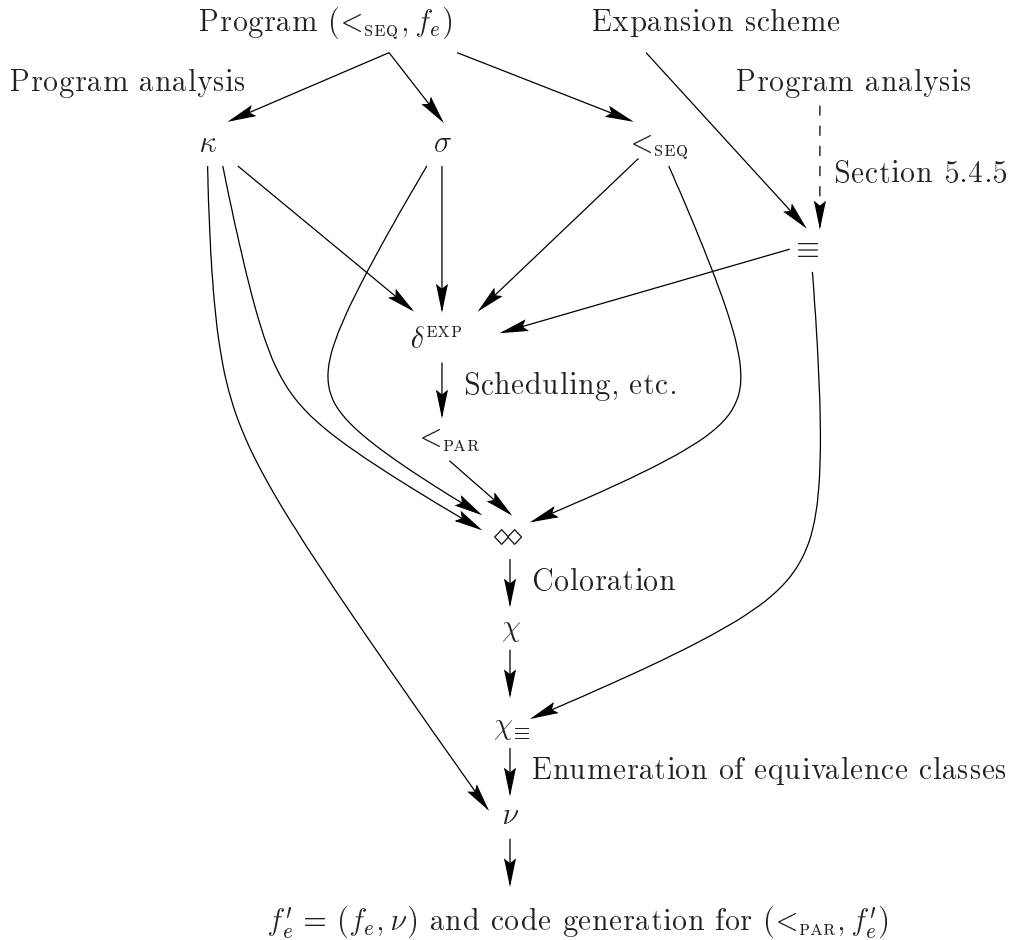 Program (<SEQ, fe)
Expansion scheme
Program analysis
Program analysis
κ
σ
<SEQ
Section 5.4.5
≡
δEXP
Scheduling, etc.
<PAR
⋈
Coloration
χ
χ≡
Enumeration of equivalence classes
ν
f′e = (fe, ν) and code generation for (<PAR, f′e)